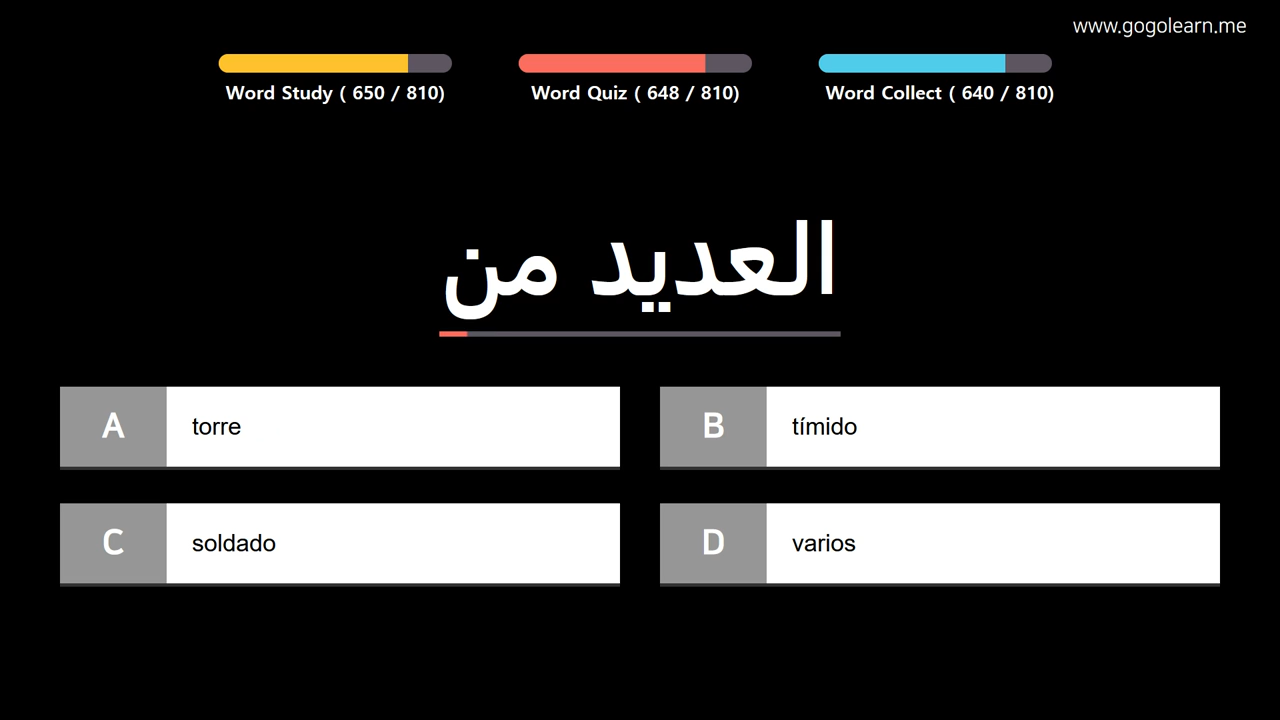 www.gogolearn.me
Word Study ( 650 / 810)
Word Quiz ( 648 / 810)
Word Collect ( 640 / 810)
العديد من
A torre
B tímido
C soldado
D varios